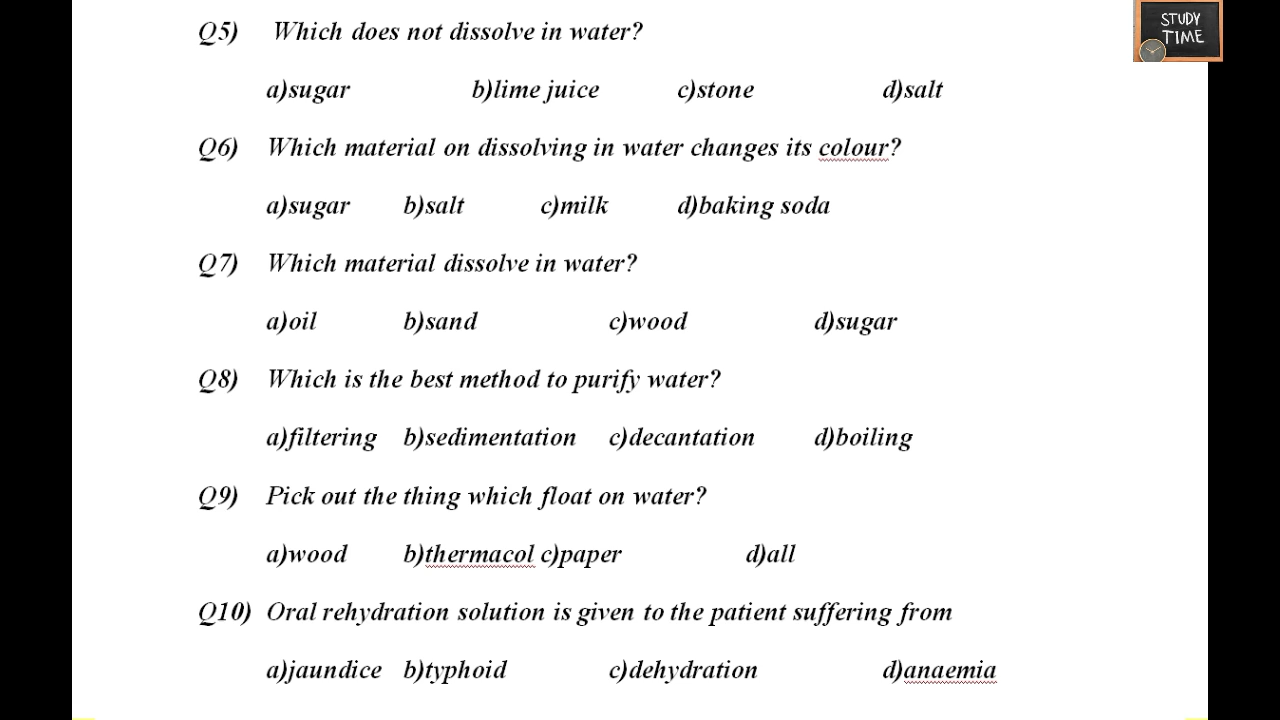 STUDY
TIME
Q5) Which does not dissolve in water?
a)sugar b)lime juice c)stone d)salt
Q6) Which material on dissolving in water changes its colour?
a)sugar b)salt c)milk d)baking soda
Q7) Which material dissolve in water?
a)oil b)sand c)wood d)sugar
Q8) Which is the best method to purify water?
a)filtering b)sedimentation c)decantation d)boiling
Q9) Pick out the thing which float on water?
a)wood b)thermacol c)paper d)all
Q10) Oral rehydration solution is given to the patient suffering from
a)jaundice b)typhoid c)dehydration d)anaemia